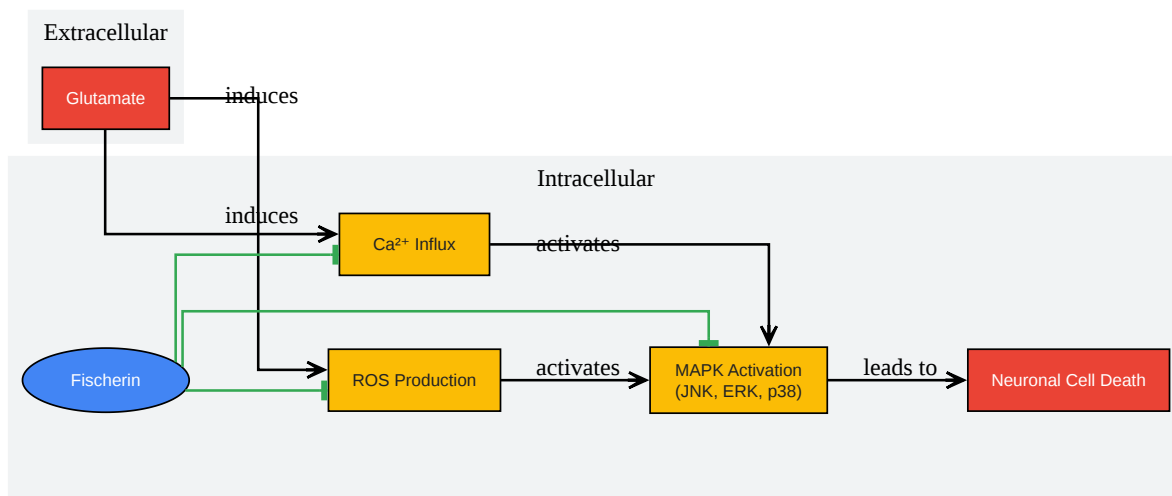 Extracellular
Glutamate
induces
Intracellular
induces
Ca²⁺ Influx
activates
Fischerin
ROS Production
activates
MAPK Activation
(JNK, ERK, p38)
leads to
Neuronal Cell Death